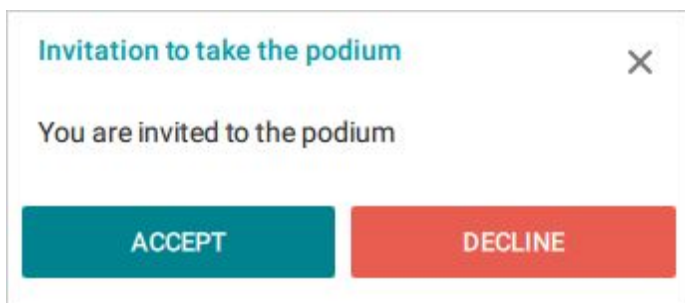 Invitation to take the podium
You are invited to the podium
ACCEPT
DECLINE